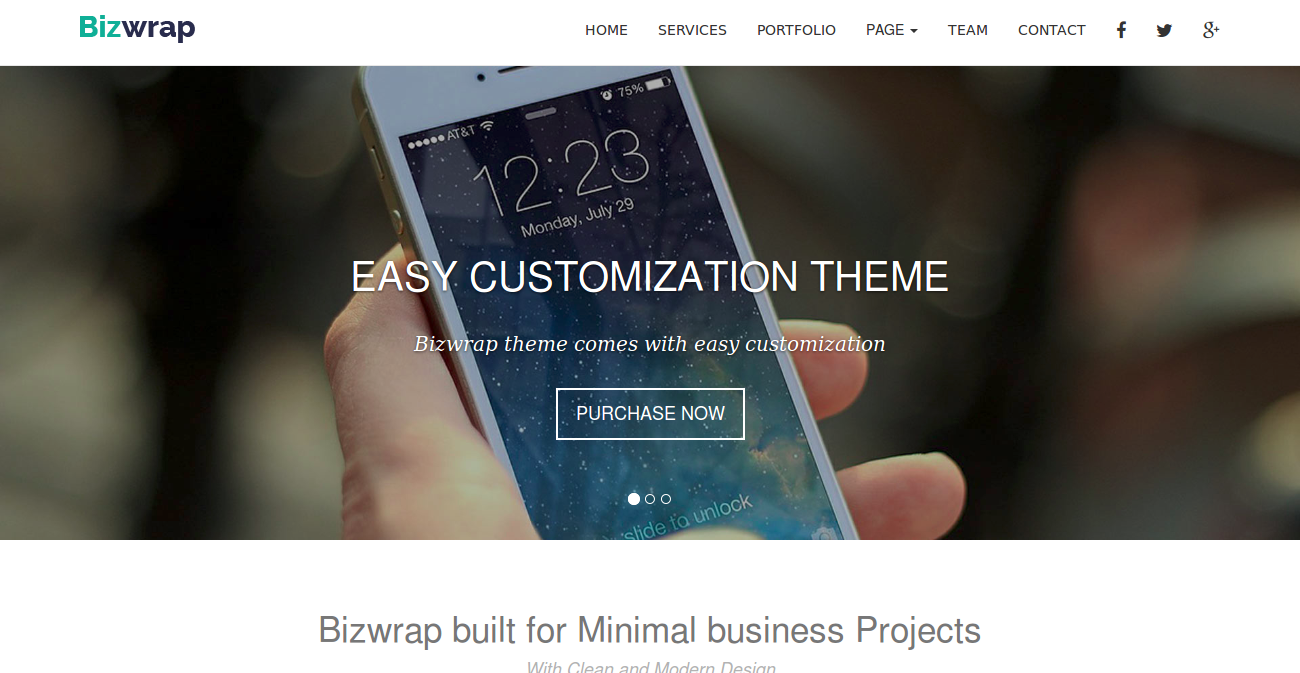 Bizwrap HOME SERVICES PORTFOLIO PAGE TEAM CONTACT
75%
AT&T
12:23
Monday, July 29
EASY CUSTOMIZATION THEME
Bizwrap theme comes with easy customization
PURCHASE NOW
slide to unlock
Bizwrap built for Minimal business Projects
With Clean and Modern Design